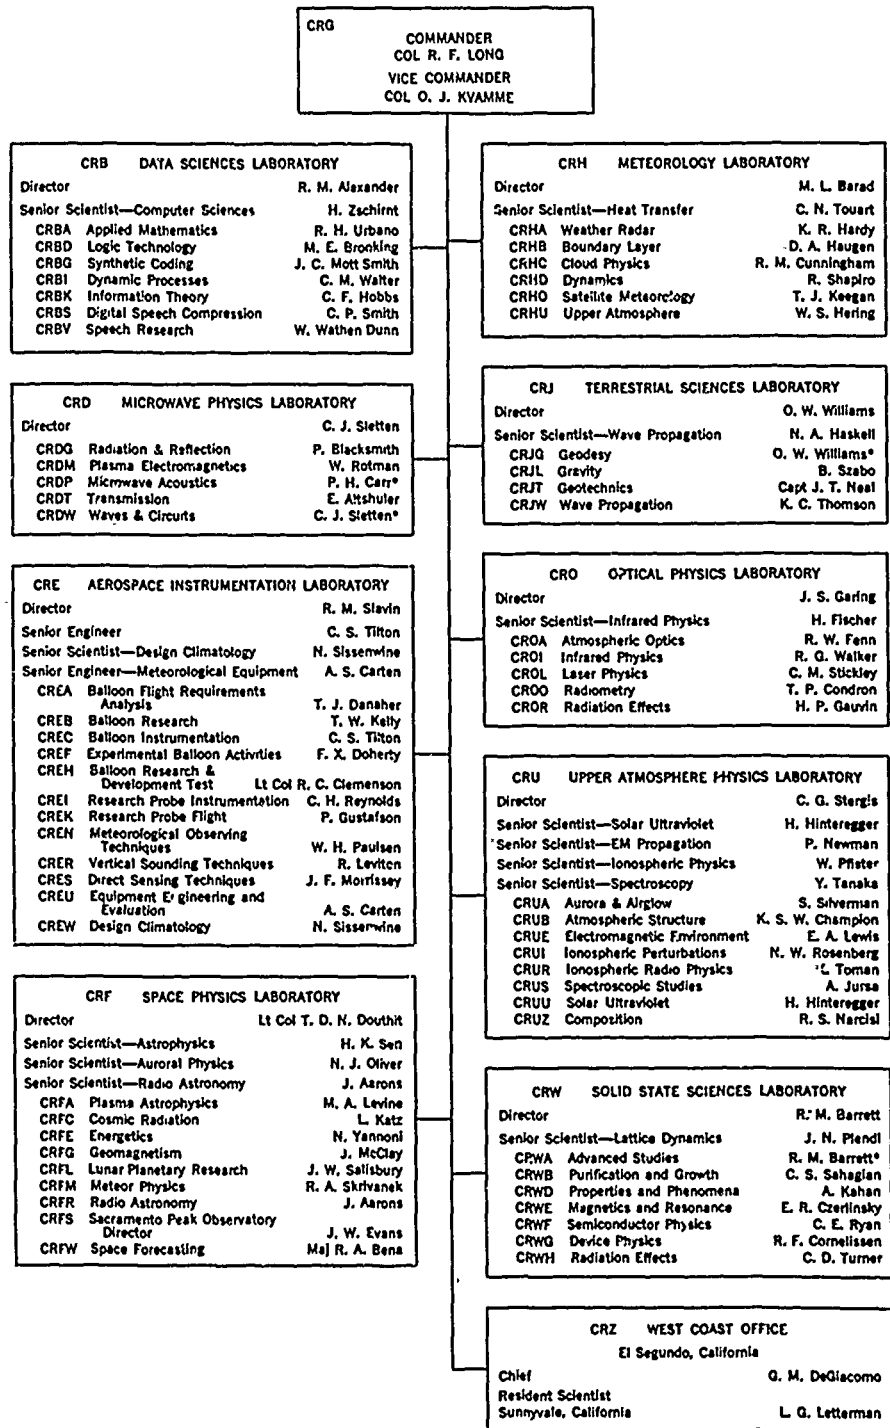 CRG
COMMANDER
COL R. F. LONG
VICE COMMANDER
COL O. J. KVAMME
CRB DATA SCIENCES LABORATORY
Director R. M. Alexander
Senior Scientist—Computer Sciences H. Zschirnt
CRBA Applied Mathematics R. H. Urbano
CRBD Logic Technology M. E. Bronking
CRBG Synthetic Coding J. C. Mott Smith
CRBI Dynamic Processes C. M. Walter
CRBK Information Theory C. F. Hobbs
CRBS Digital Speech Compression C. P. Smith
CRBV Speech Research W. Wathen Dunn
CRD MICROWAVE PHYSICS LABORATORY
Director C. J. Sletten
CRDG Radiation & Reflection P. Blacksmith
CRDM Plasma Electromagnetics W. Rotman
CRDP Microwave Acoustics P. H. Carr*
CRDT Transmission E. Altshuler
CRDW Waves & Circuits C. J. Sletten*
CRE AEROSPACE INSTRUMENTATION LABORATORY
Director R. M. Slavin
Senior Engineer C. S. Tilton
Senior Scientist—Design Climatology N. Sissenwine
Senior Engineer—Meteorological Equipment A. S. Carten
CREA Balloon Flight Requirements
Analysis T. J. Danaher
CREB Balloon Research T. W. Kelly
CREC Balloon Instrumentation C. S. Tilton
CREF Experimental Balloon Activities F. X. Doherty
CREH Balloon Research &
Development Test Lt Col R. C. Clemenson
CREI Research Probe Instrumentation C. H. Reynolds
CREK Research Probe Flight P. Gustafson
CREN Meteorological Observing
Techniques W. H. Paulsen
CRER Vertical Sounding Techniques R. Leviton
CRES Direct Sensing Techniques J. F. Morrissey
CREU Equipment Engineering and
Evaluation A. S. Carten
CREW Design Climatology N. Sissenwine
CRF SPACE PHYSICS LABORATORY
Director Lt Col T. D. N. Douthit
Senior Scientist—Astrophysics H. K. Sen
Senior Scientist—Auroral Physics N. J. Oliver
Senior Scientist—Radio Astronomy J. Aarons
CRFA Plasma Astrophysics M. A. Levine
CRFC Cosmic Radiation L. Katz
CRFE Energetics N. Yannoni
CRFG Geomagnetism J. McClay
CRFL Lunar Planetary Research J. W. Salisbury
CRFM Meteor Physics R. A. Skrivanek
CRFR Radio Astronomy J. Aarons
CRFS Sacramento Peak Observatory
Director J. W. Evans
CRFW Space Forecasting Maj R. A. Bena
CRH METEOROLOGY LABORATORY
Director M. L. Barad
Senior Scientist—Heat Transfer C. N. Touart
CRHA Weather Radar K. R. Hardy
CRHB Boundary Layer D. A. Haugen
CRHC Cloud Physics R. M. Cunningham
CRHD Dynamics R. Shapiro
CRHO Satellite Meteorology T. J. Keegan
CRHU Upper Atmosphere W. S. Hering
CRJ TERRESTRIAL SCIENCES LABORATORY
Director O. W. Williams
Senior Scientist—Wave Propagation N. A. Haskell
CRJG Geodesy O. W. Williams*
CRJL Gravity B. Szabo
CRJT Geotechnics Capt J. T. Neal
CRJW Wave Propagation K. C. Thomson
CRO OPTICAL PHYSICS LABORATORY
Director J. S. Garing
Senior Scientist—Infrared Physics H. Fischer
CROA Atmospheric Optics R. W. Fenn
CROI Infrared Physics R. G. Walker
CROL Laser Physics C. M. Stickley
CROO Radiometry T. P. Condron
CROR Radiation Effects H. P. Gauvin
CRU UPPER ATMOSPHERE PHYSICS LABORATORY
Director C. G. Stergis
Senior Scientist—Solar Ultraviolet H. Hinteregger
Senior Scientist—EM Propagation P. Newman
Senior Scientist—Ionospheric Physics W. Pfister
Senior Scientist—Spectroscopy Y. Tanaka
CRUA Aurora & Airglow S. Silverman
CRUB Atmospheric Structure K. S. W. Champion
CRUE Electromagnetic Environment E. A. Lewis
CRUI Ionospheric Perturbations N. W. Rosenberg
CRUR Ionospheric Radio Physics Toman
CRUS Spectroscopic Studies A. Jursa
CRUU Solar Ultraviolet H. Hinteregger
CRUZ Composition R. S. Narcisi
CRW SOLID STATE SCIENCES LABORATORY
Director R. M. Barrett
Senior Scientist—Lattice Dynamics J. N. Plendl
CRWA Advanced Studies R. M. Barrett*
CRWB Purification and Growth C. S. Sahagian
CRWD Properties and Phenomena A. Kahan
CRWE Magnetics and Resonance E. R. Czerlinsky
CRWF Semiconductor Physics C. E. Ryan
CRWG Device Physics R. F. Cornelissen
CRWH Radiation Effects C. D. Turner
CRZ WEST COAST OFFICE
El Segundo, California
Chief G. M. DeGiacomo
Resident Scientist
Sunnyvale, California L. G. Letterman